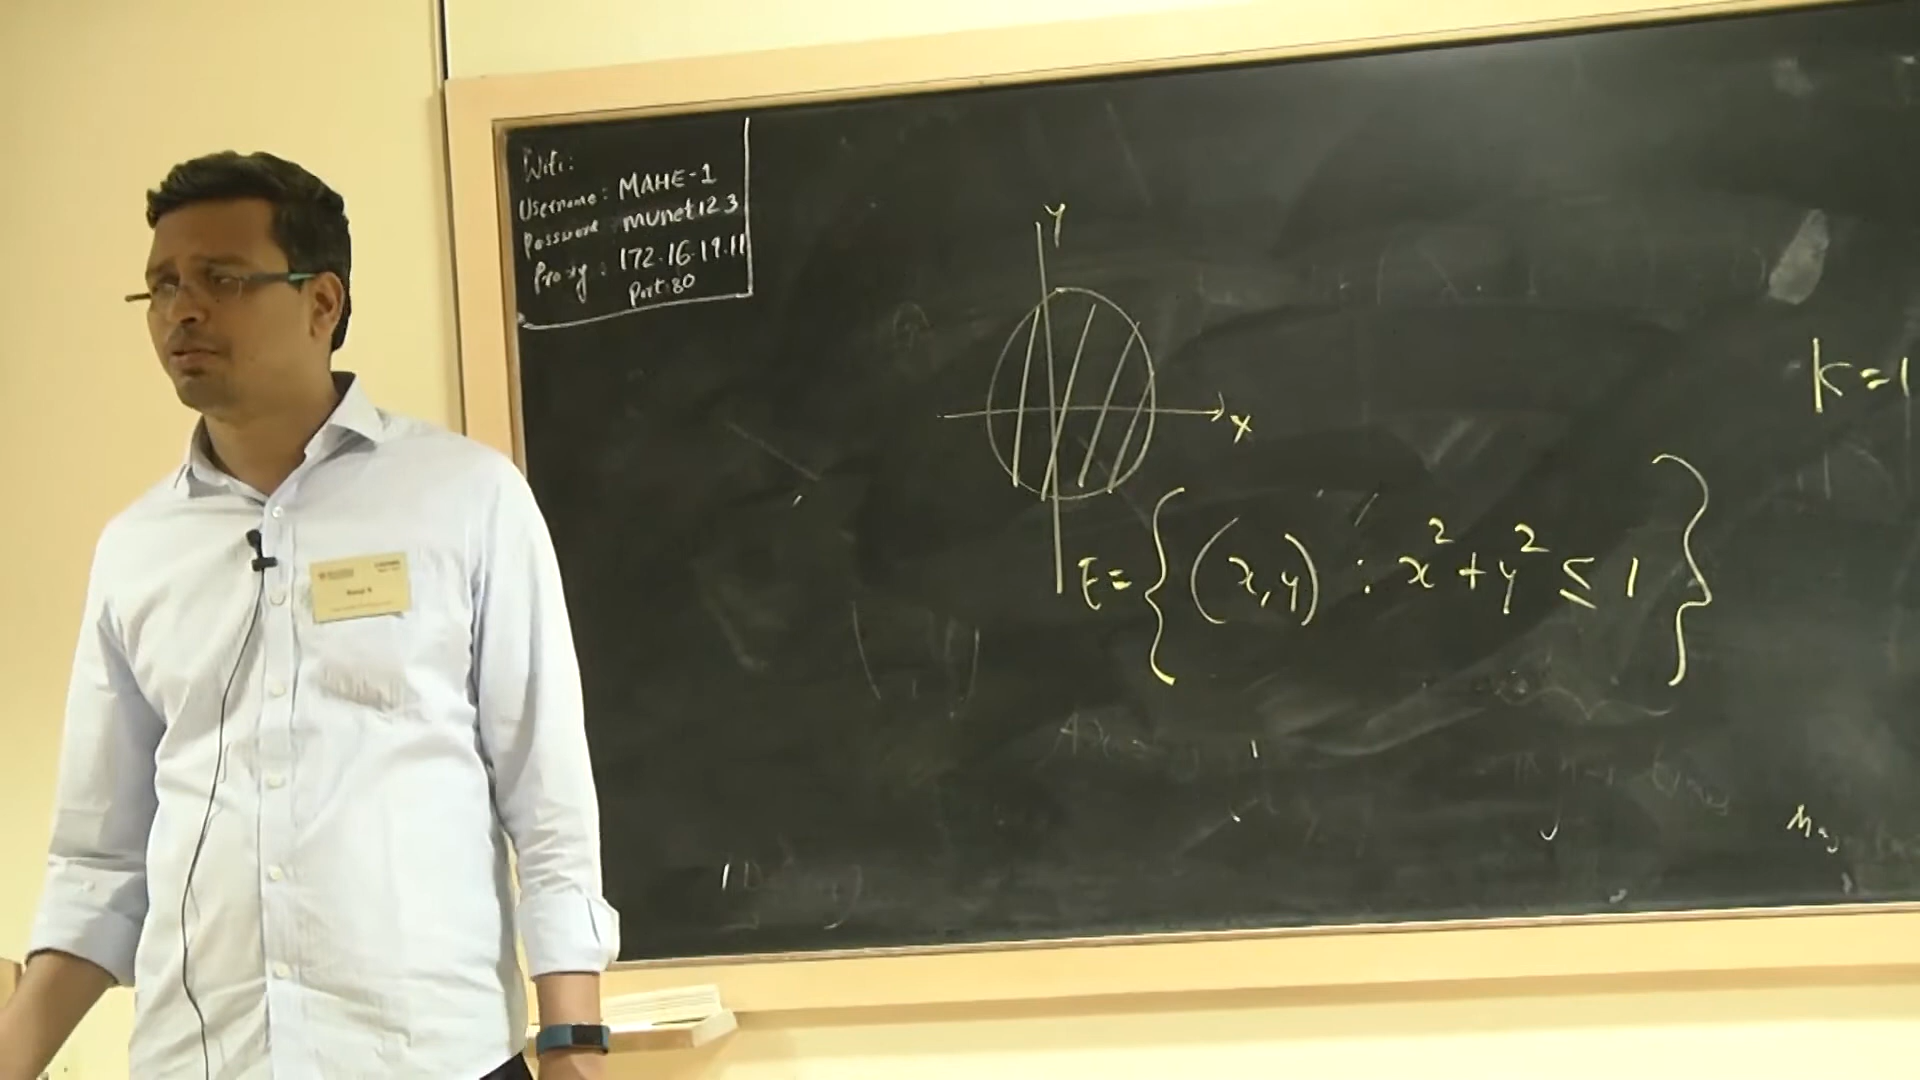 Wifi:
Username: MAHE-1
Password munet123
Proxy: 172.16.19.11
Port:80
Y
X
K=1
E={(x,y) : x²+y² ≤ 1}